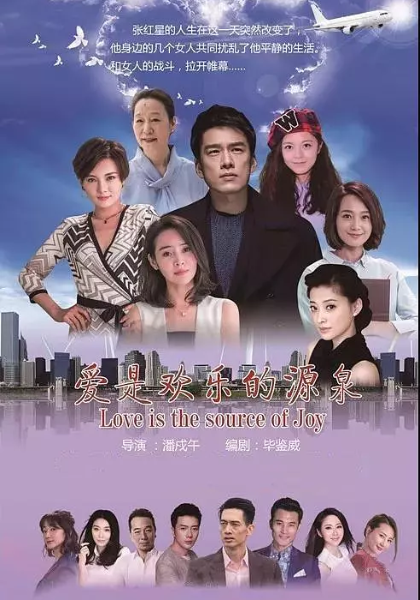 张红星的人生在这一天突然改变了，
他身边的几个女人共同扰乱了他平静的生活，
和女人的战斗，拉开帷幕......
W
爱是欢乐的源泉
Love is the source of Joy
导演：潘戍午 编剧：毕鉴威